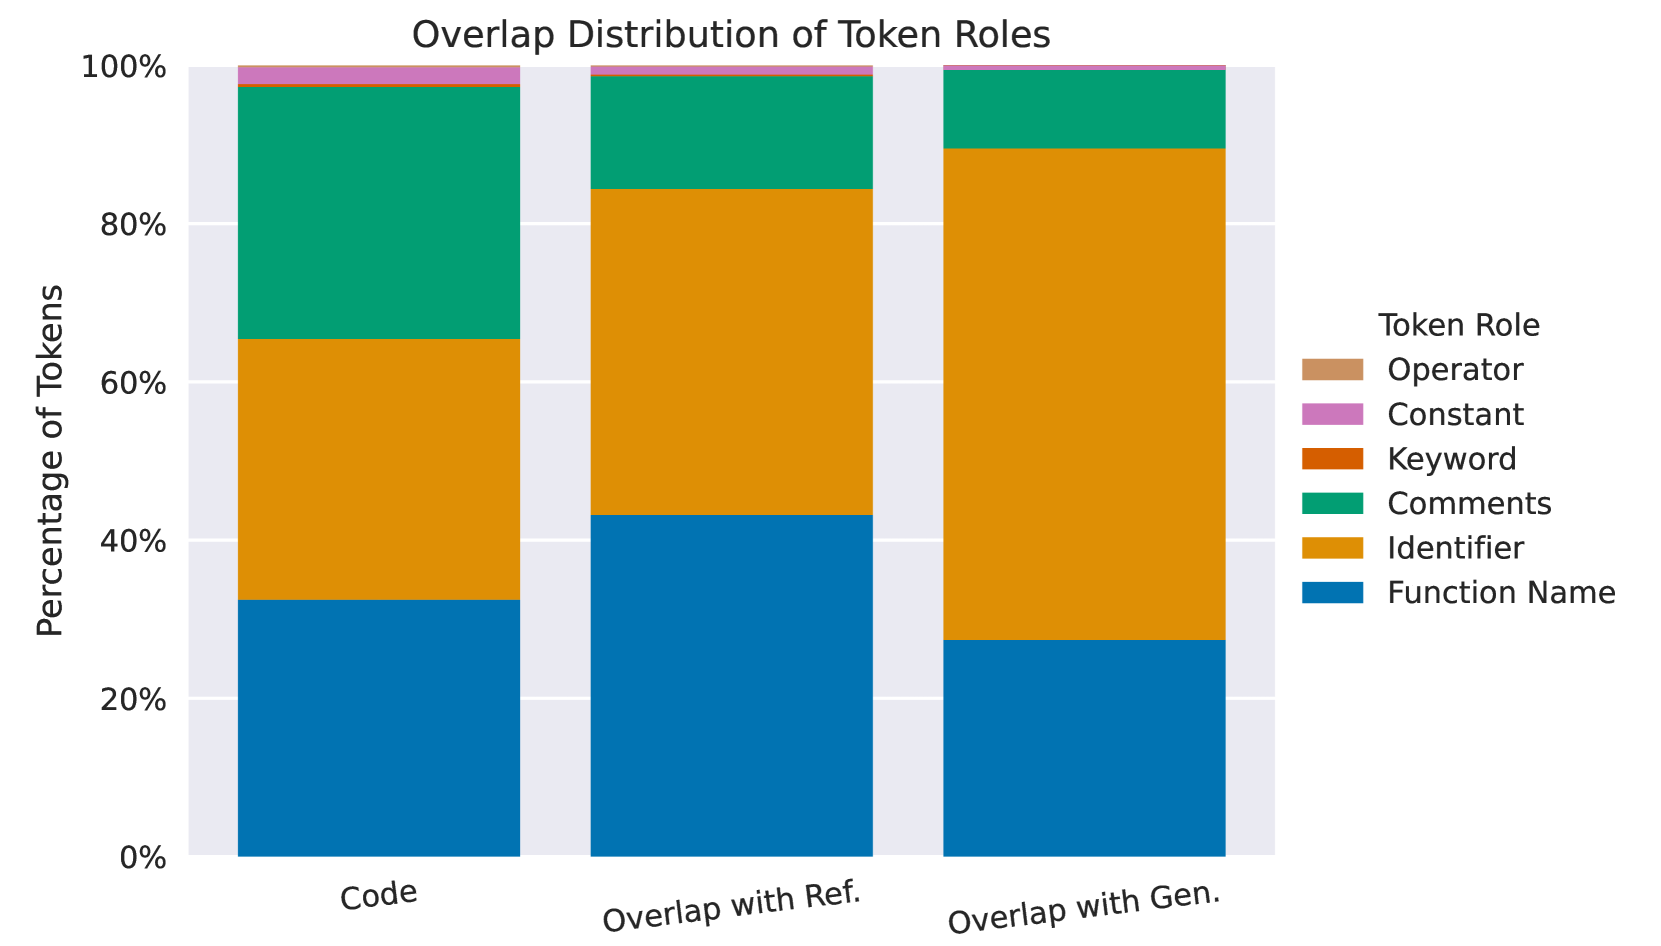 Overlap Distribution of Token Roles
100%
80%
60%
40%
20%
0%
Percentage of Tokens
Code
Overlap with Ref.
Overlap with Gen.
Token Role
Operator
Constant
Keyword
Comments
Identifier
Function Name